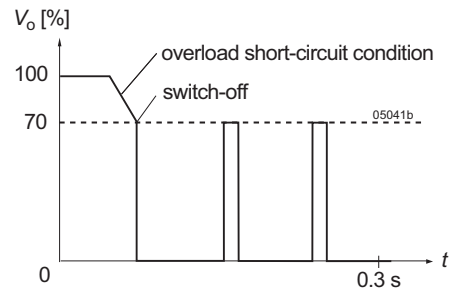 Vo [%]
overload short-circuit condition
100
switch-off
70
05041b
0
0.3 s
t